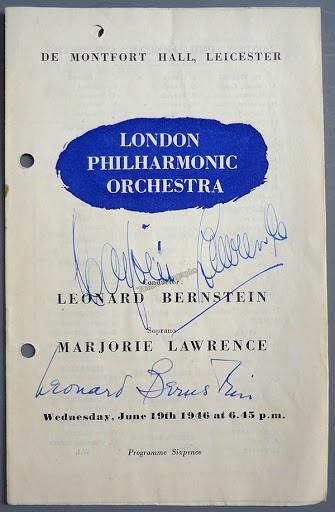 DE MONTFORT HALL, LEICESTER
LONDON
PHILHARMONIC
ORCHESTRA
Marjorie Lawrence
Conductor:
LEONARD BERNSTEIN
Soprano:
MARJORIE LAWRENCE
Leonard Bernstein
Wednesday, June 19th 1946 at 6.45 p.m.
Programme Sixpence